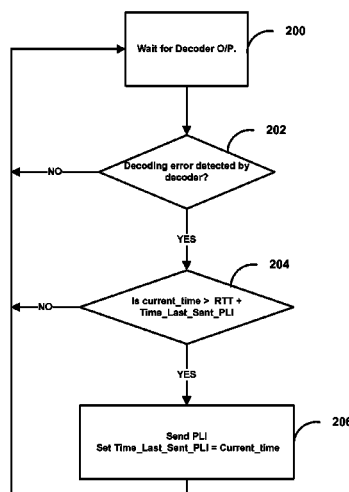 200
Wait for Decoder O/P.
202
Decoding error detected by
decoder?
NO
YES
204
Is current_time > RTT +
Time_Last_Sant_PLI
NO
YES
206
Send PLI
Set Time_Last_Sent_PLI = Current_time